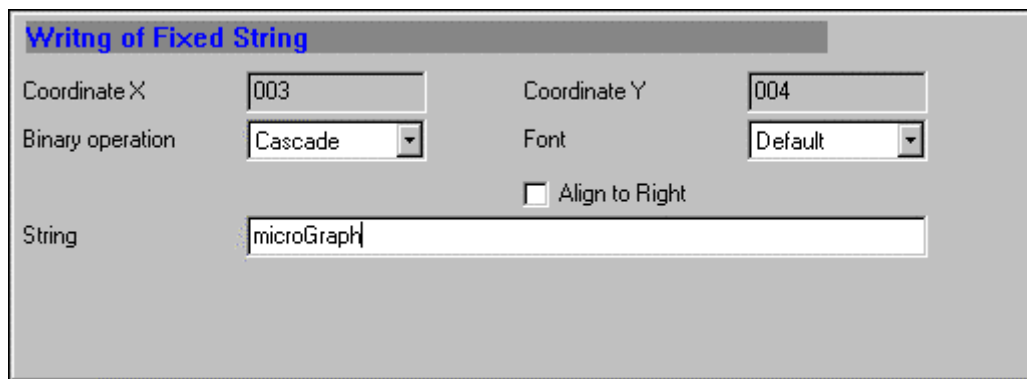 Writng of Fixed String
Coordinate X 003 Coordinate Y 004
Binary operation Cascade Font Default
Align to Right
String microGraph